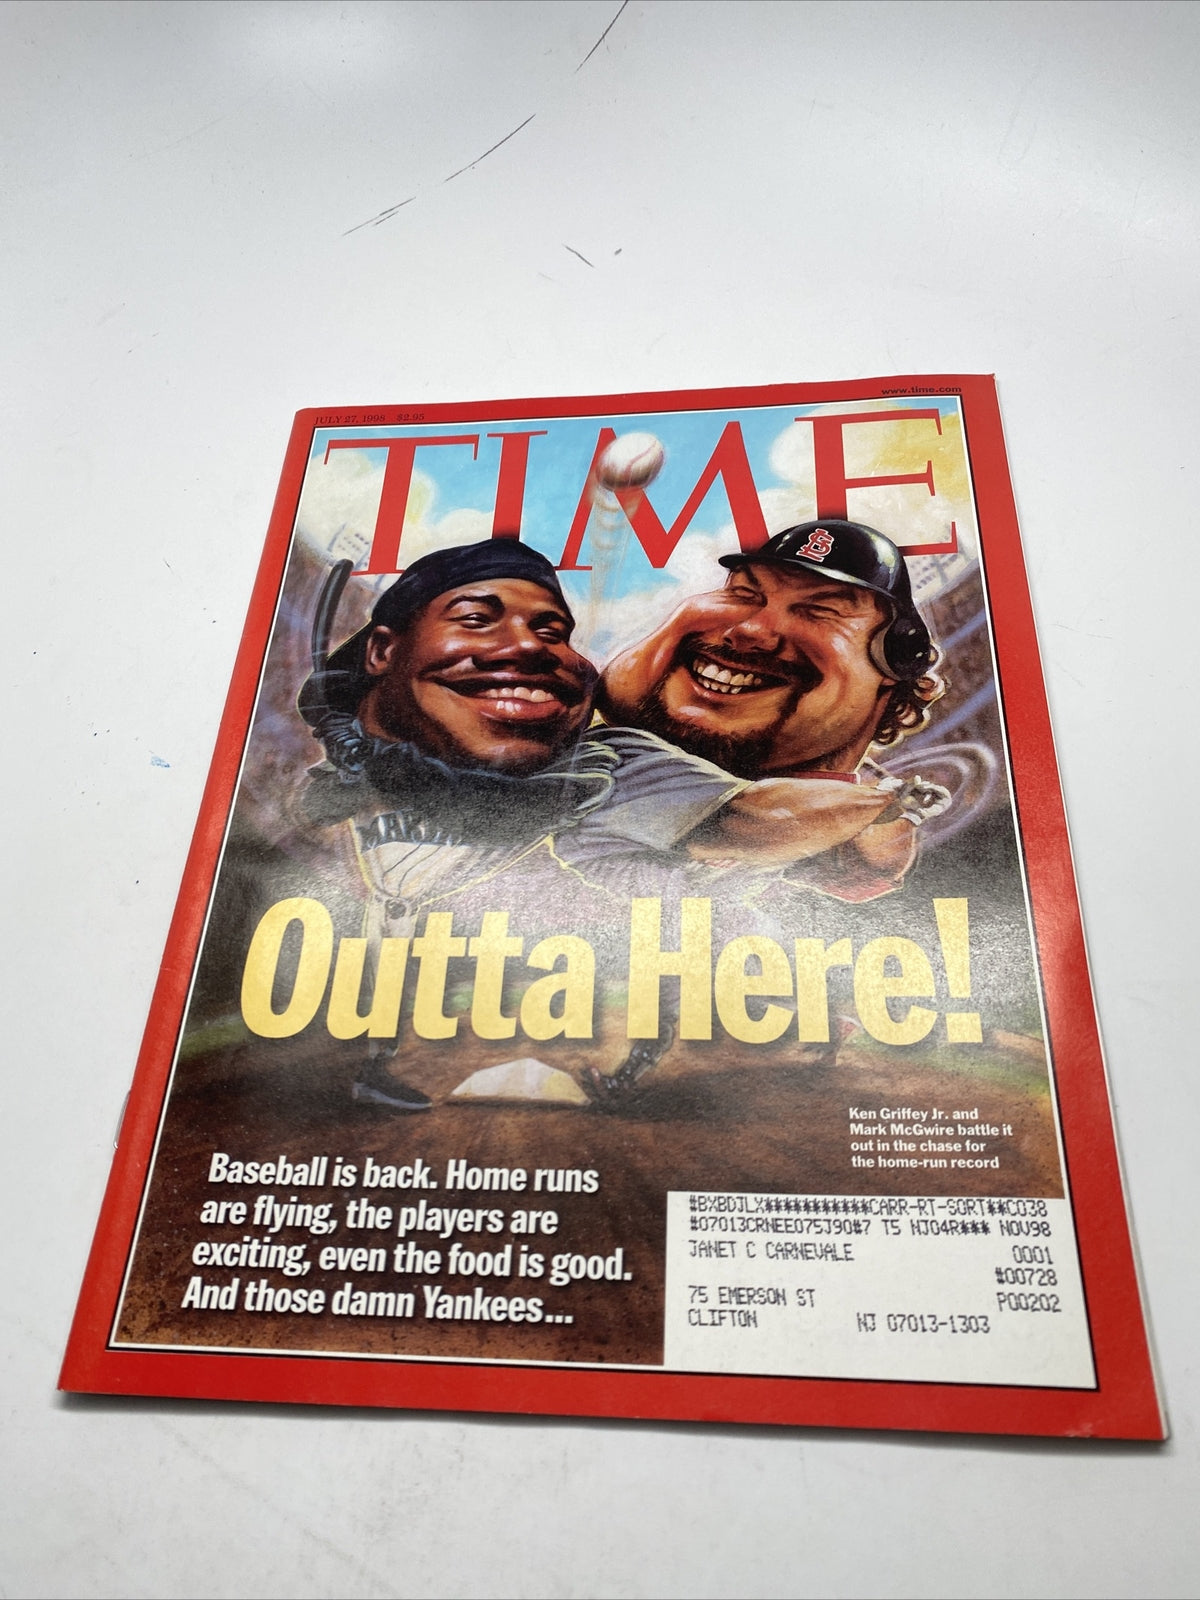 www.time.com
JULY 27, 1998 $2.95
TIME
Outta Here!
Ken Griffey Jr. and
Mark McGwire battle it
out in the chase for
the home-run record
Baseball is back. Home runs
are flying, the players are
exciting, even the food is good.
And those damn Yankees...
#BXBDJLX***********CARR-RT-SORT**C038
#07013CRNEE075J90#7 T5 NJ04R*** NOV98
JANET C CARNEVALE 0001
#00728
75 EMERSON ST P00202
CLIFTON NJ 07013-1303